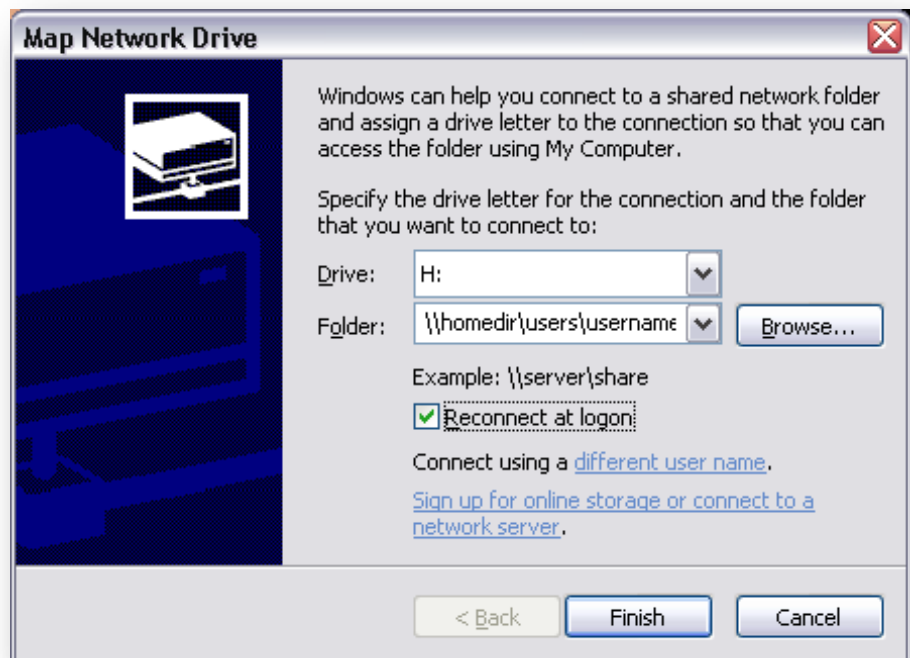 Map Network Drive
Windows can help you connect to a shared network folder
and assign a drive letter to the connection so that you can
access the folder using My Computer.
Specify the drive letter for the connection and the folder
that you want to connect to:
Drive: H:
Folder: \\homedir\users\username Browse...
Example: \\server\share
Reconnect at logon
Connect using a different user name.
Sign up for online storage or connect to a
network server.
< Back Finish Cancel